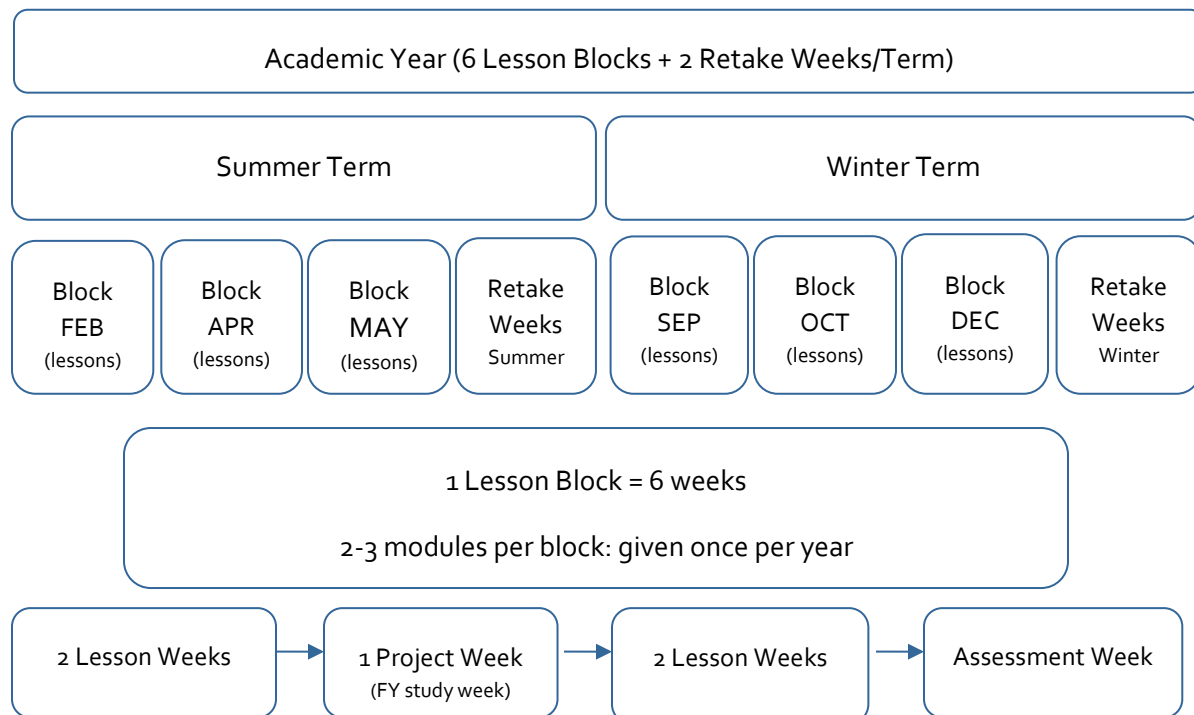 Academic Year (6 Lesson Blocks + 2 Retake Weeks/Term)
Summer Term
Winter Term
Block
FEB
(lessons)
Block
APR
(lessons)
Block
MAY
(lessons)
Retake
Weeks
Summer
Block
SEP
(lessons)
Block
OCT
(lessons)
Block
DEC
(lessons)
Retake
Weeks
Winter
1 Lesson Block = 6 weeks
2-3 modules per block: given once per year
2 Lesson Weeks
1 Project Week
(FY study week)
2 Lesson Weeks
Assessment Week